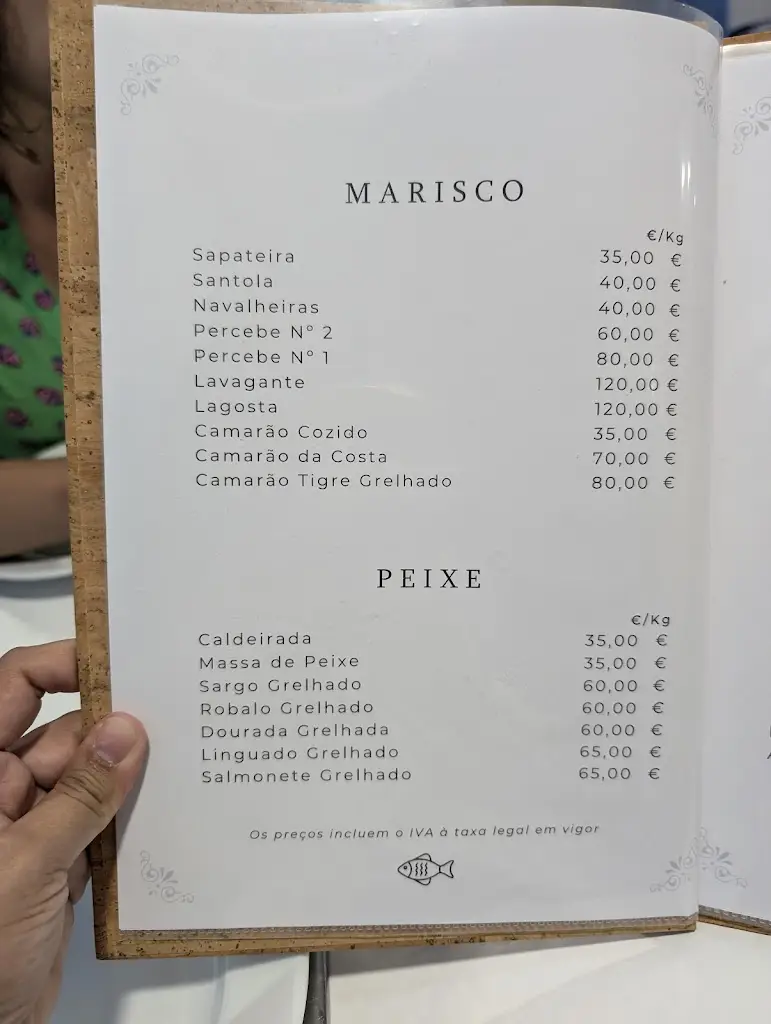 MARISCO
€/Kg
Sapateira 35,00 €
Santola 40,00 €
Navalheiras 40,00 €
Percebe Nº 2 60,00 €
Percebe Nº 1 80,00 €
Lavagante 120,00 €
Lagosta 120,00 €
Camarão Cozido 35,00 €
Camarão da Costa 70,00 €
Camarão Tigre Grelhado 80,00 €
PEIXE
€/Kg
Caldeirada 35,00 €
Massa de Peixe 35,00 €
Sargo Grelhado 60,00 €
Robalo Grelhado 60,00 €
Dourada Grelhada 60,00 €
Linguado Grelhado 65,00 €
Salmonete Grelhado 65,00 €
Os preços incluem o IVA à taxa legal em vigor